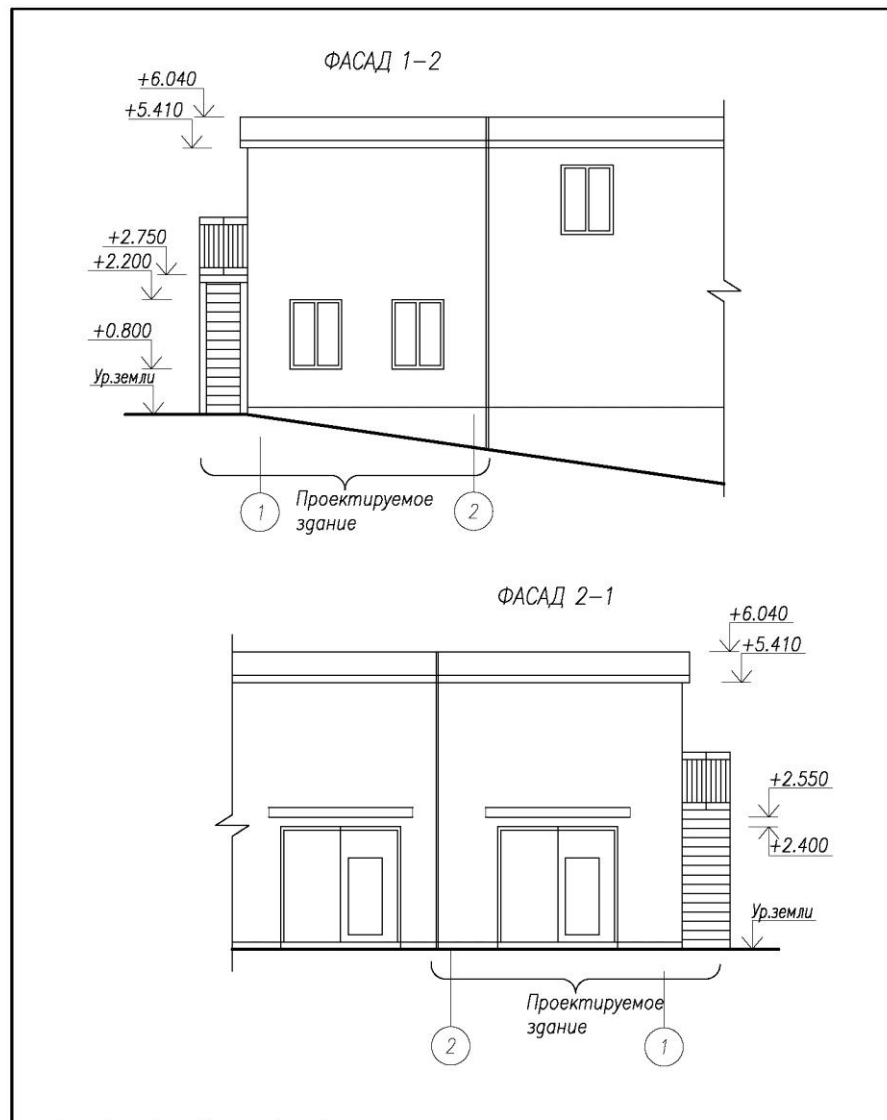 ФАСАД 1-2
+6.040
+5.410
+2.750
+2.200
+0.800
Ур.земли
1
Проектируемое
здание
2
ФАСАД 2-1
+6.040
+5.410
+2.550
+2.400
Ур.земли
Проектируемое
здание
2
1